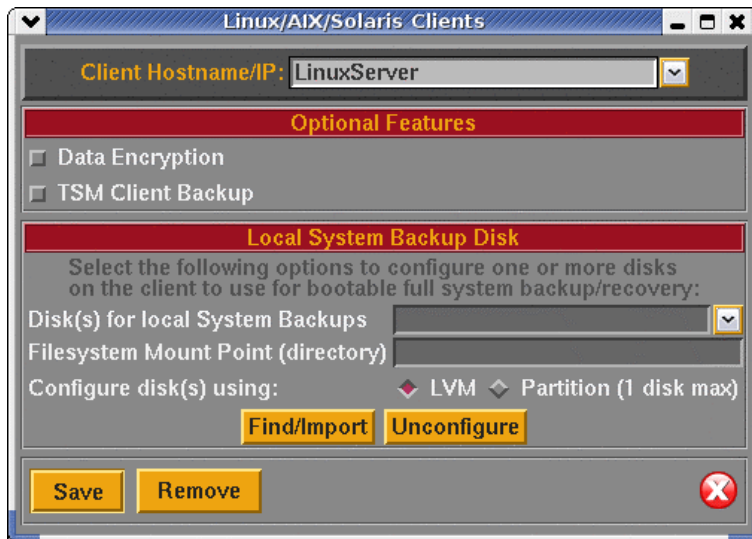 Linux/AIX/Solaris Clients
Client Hostname/IP: LinuxServer
Optional Features
Data Encryption
TSM Client Backup
Local System Backup Disk
Select the following options to configure one or more disks
on the client to use for bootable full system backup/recovery:
Disk(s) for local System Backups
Filesystem Mount Point (directory)
Configure disk(s) using: LVM Partition (1 disk max)
Find/Import Unconfigure
Save Remove